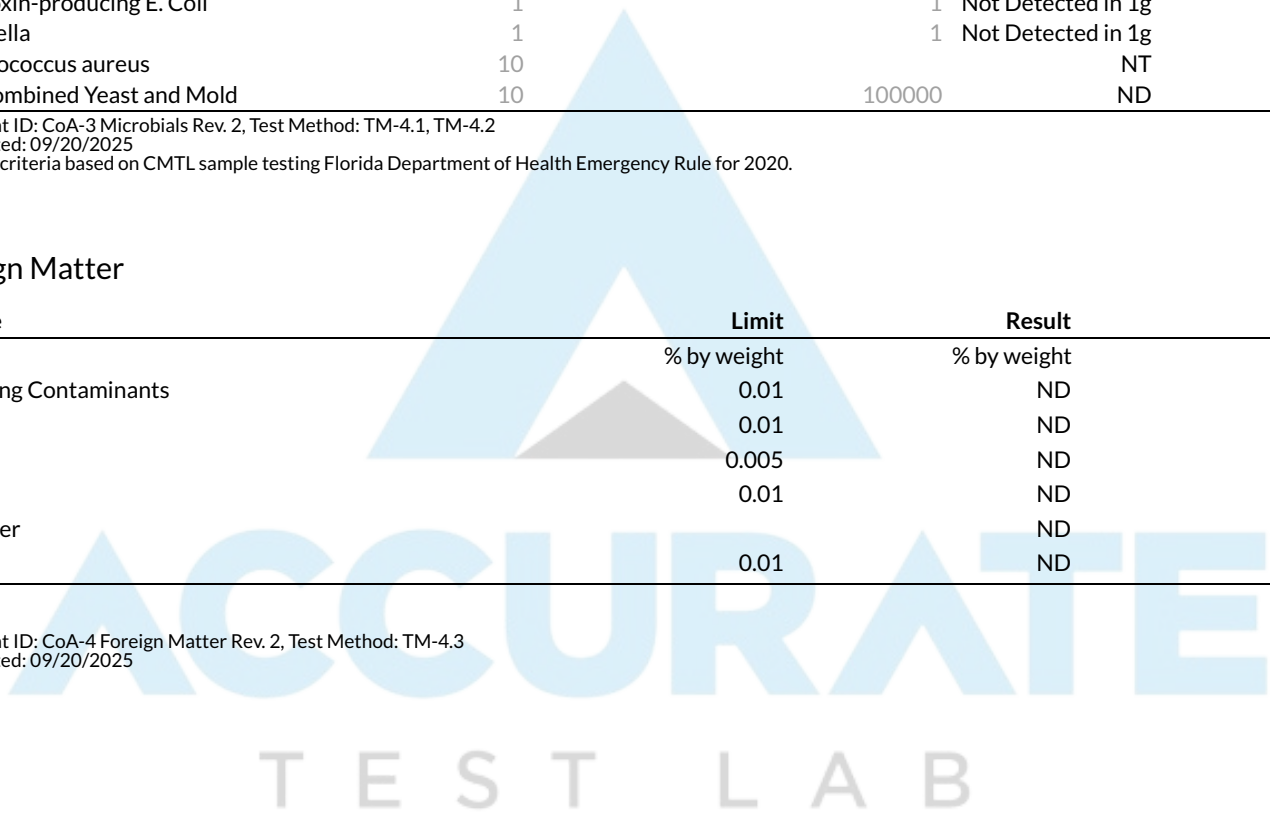 oxin-producing E. Coli 1 1 Not Detected in 1g
ella 1 1 Not Detected in 1g
ococcus aureus 10 NT
ombined Yeast and Mold 10 100000 ND
t ID: CoA-3 Microbials Rev. 2, Test Method: TM-4.1, TM-4.2
ed: 09/20/2025
criteria based on CMTL sample testing Florida Department of Health Emergency Rule for 2020.
gn Matter
e Limit Result
% by weight % by weight
ng Contaminants 0.01 ND
0.01 ND
0.005 ND
0.01 ND
er ND
0.01 ND
t ID: CoA-4 Foreign Matter Rev. 2, Test Method: TM-4.3
ed: 09/20/2025
ACCURATE
TEST LAB